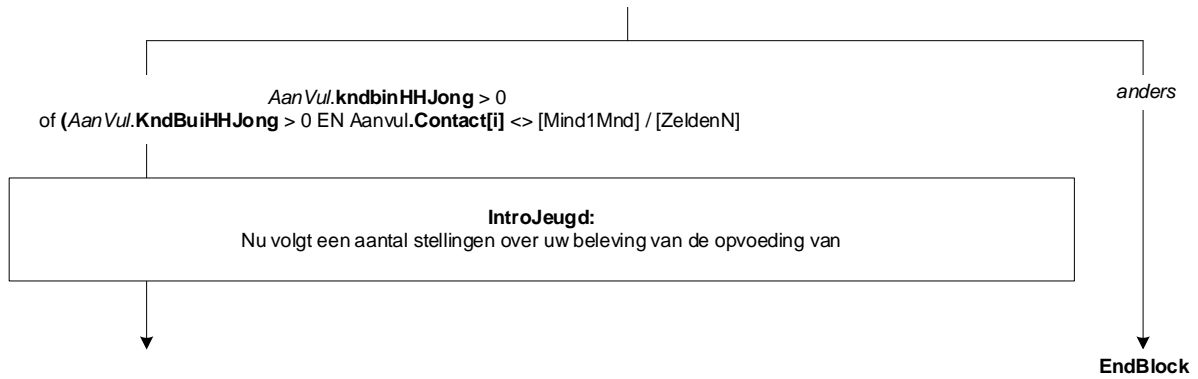 AanVul.kndbinHHJong > 0
anders
of (AanVul.KndBuiHHJong > 0 EN Aanvul.Contact[i] <> [Mind1Mnd] / [ZeldenN]
IntroJeugd:
Nu volgt een aantal stellingen over uw beleving van de opvoeding van
EndBlock